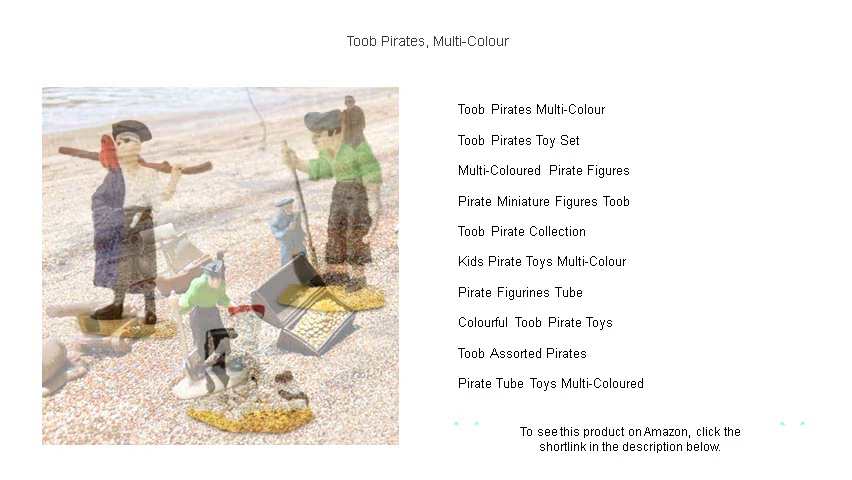 Toob Pirates, Multi-Colour
Toob Pirates Multi-Colour
Toob Pirates Toy Set
Multi-Coloured Pirate Figures
Pirate Miniature Figures Toob
Toob Pirate Collection
Kids Pirate Toys Multi-Colour
Pirate Figurines Tube
Colourful Toob Pirate Toys
Toob Assorted Pirates
Pirate Tube Toys Multi-Coloured
To see this product on Amazon, click the
shortlink in the description below.